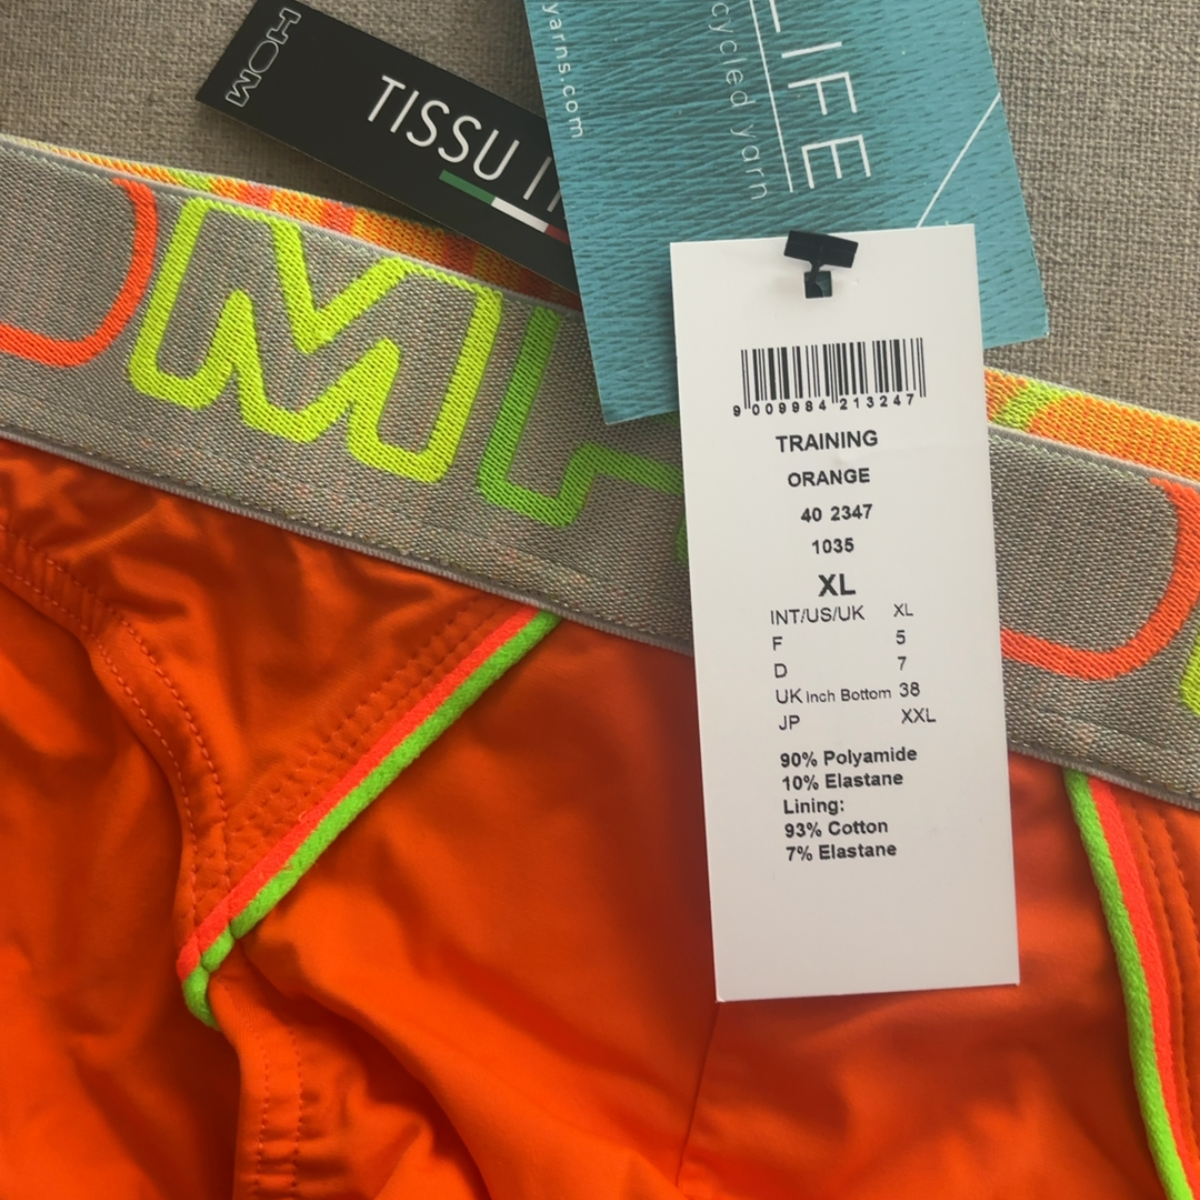 HOM
TISSU
yarns.com
cycled yarn
LIFE
9 009984 213247
TRAINING
ORANGE
40 2347
1035
XL
INT/US/UK XL
F 5
D 7
UK Inch Bottom 38
JP XXL
90% Polyamide
10% Elastane
Lining:
93% Cotton
7% Elastane